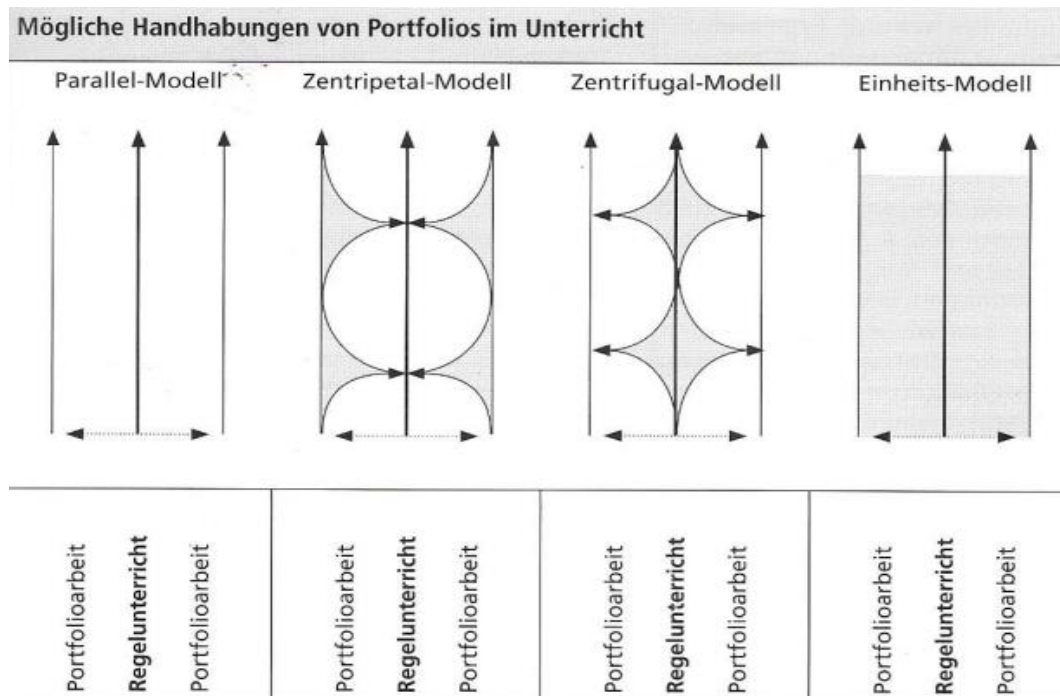 Mögliche Handhabungen von Portfolios im Unterricht
Parallel-Modell
Zentripetal-Modell
Zentrifugal-Modell
Einheits-Modell
Portfolioarbeit
Regelunterricht
Portfolioarbeit
Portfolioarbeit
Regelunterricht
Portfolioarbeit
Portfolioarbeit
Regelunterricht
Portfolioarbeit
Portfolioarbeit
Regelunterricht
Portfolioarbeit